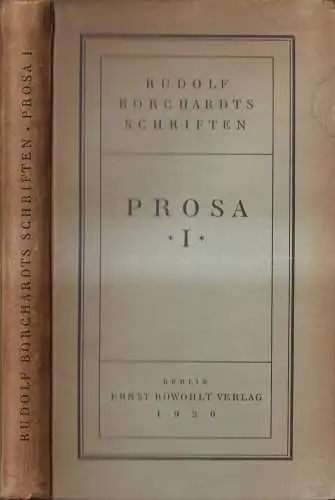 RUDOLF BORCHARDTS SCHRIFTEN · PROSA I
RUDOLF
BORCHARDTS
SCHRIFTEN
PROSA
· I ·
BERLIN
ERNST ROWOHLT VERLAG
1920